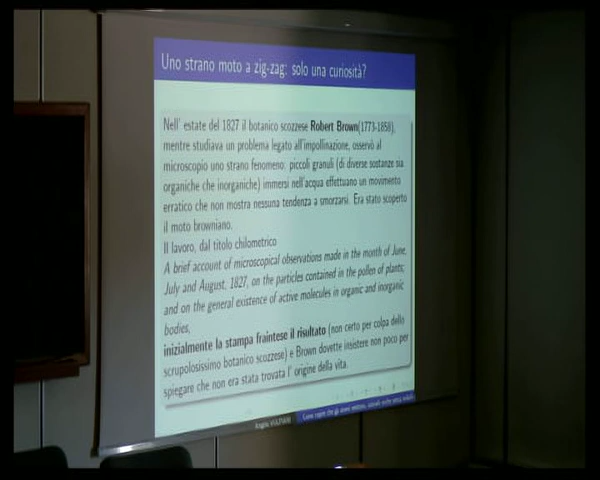 Uno strano moto a zig-zag: solo una curiosità?
Nell' estate del 1827 il botanico scozzese Robert Brown(1773-1858),
mentre studiava un problema legato all'impollinazione, osservò al
microscopio uno strano fenomeno: piccoli granuli (di diverse sostanze sia
organiche che inorganiche) immersi nell'acqua effettuano un movimento
erratico che non mostra nessuna tendenza a smorzarsi. Era stato scoperto
il moto browniano.
Il lavoro, dal titolo chilometrico
A brief account of microscopical observations made in the month of June,
July and August, 1827, on the particles contained in the pollen of plants;
and on the general existence of active molecules in organic and inorganic
bodies,
inizialmente la stampa fraintese il risultato (non certo per colpa dello
scrupolosissimo botanico scozzese) e Brown dovette insistere non poco per
spiegare che non era stata trovata l' origine della vita.
Angelo VULPIANI